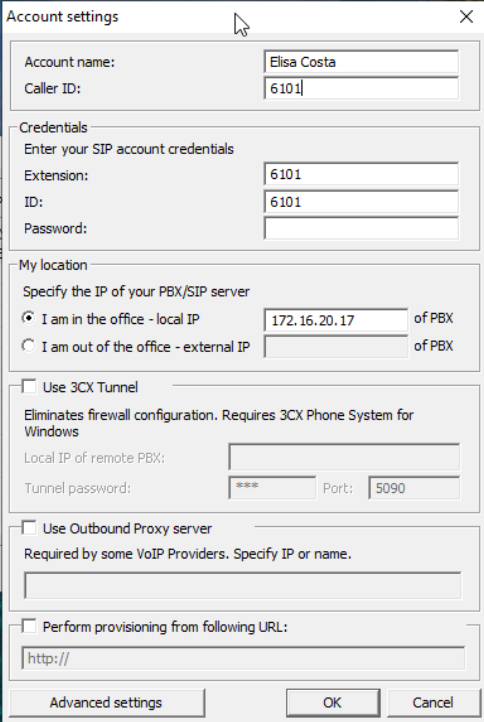 Account settings
Account name: Elisa Costa
Caller ID: 6101
Credentials
Enter your SIP account credentials
Extension: 6101
ID: 6101
Password:
My location
Specify the IP of your PBX/SIP server
I am in the office - local IP 172.16.20.17 of PBX
I am out of the office - external IP of PBX
Use 3CX Tunnel
Eliminates firewall configuration. Requires 3CX Phone System for
Windows
Local IP of remote PBX:
Tunnel password: *** Port: 5090
Use Outbound Proxy server
Required by some VoIP Providers. Specify IP or name.
Perform provisioning from following URL:
http://
Advanced settings OK Cancel